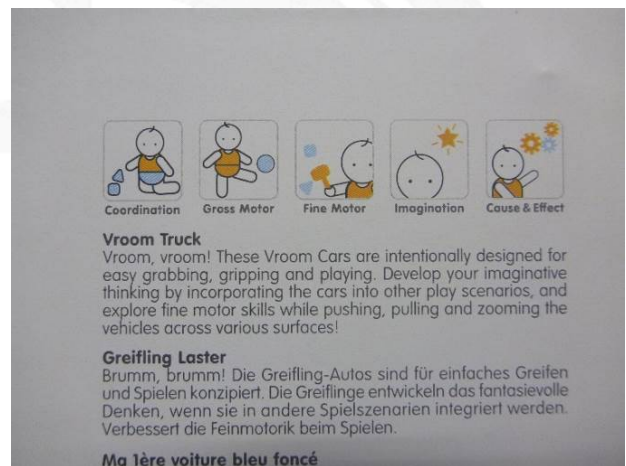 Coordination Gross Motor Fine Motor Imagination Cause & Effect
Vroom Truck
Vroom, vroom! These Vroom Cars are intentionally designed for
easy grabbing, gripping and playing. Develop your imaginative
thinking by incorporating the cars into other play scenarios, and
explore fine motor skills while pushing, pulling and zooming the
vehicles across various surfaces!
Greifling Laster
Brumm, brumm! Die Greifling-Autos sind für einfaches Greifen
und Spielen konzipiert. Die Greiflinge entwickeln das fantasievolle
Denken, wenn sie in andere Spielszenarien integriert werden.
Verbessert die Feinmotorik beim Spielen.
Ma 1ère voiture bleu foncé